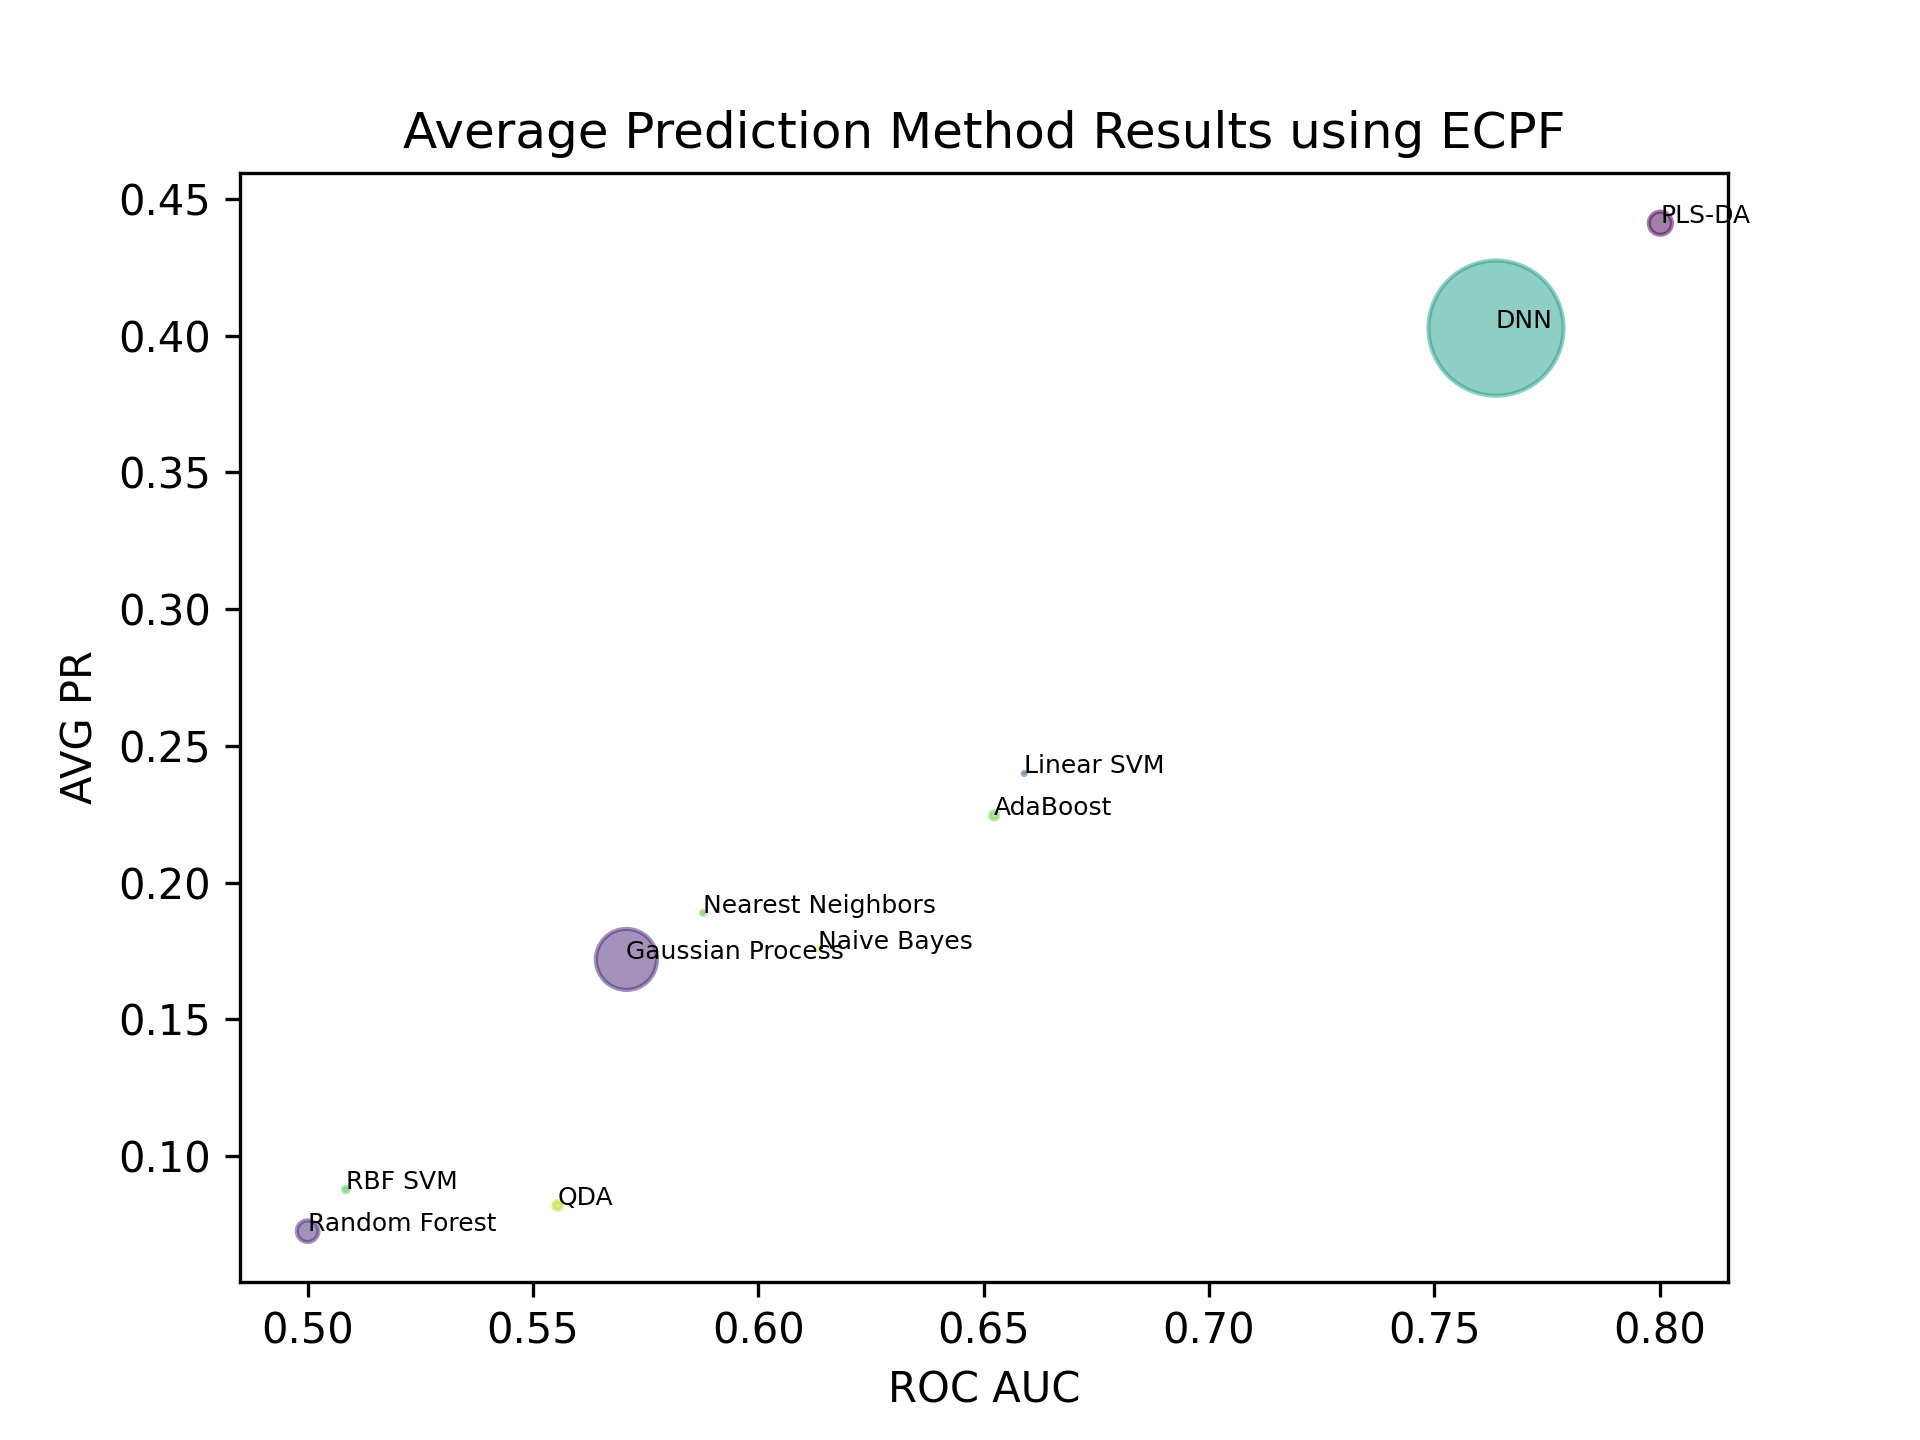 Average Prediction Method Results using ECPF
0.45
PLS-DA
0.40
DNN
0.35
0.30
AVG PR
0.25
Linear SVM
AdaBoost
0.20
Nearest Neighbors
Naive Bayes
Gaussian Process
0.15
0.10
RBF SVM
QDA
Random Forest
0.50 0.55 0.60 0.65 0.70 0.75 0.80
ROC AUC